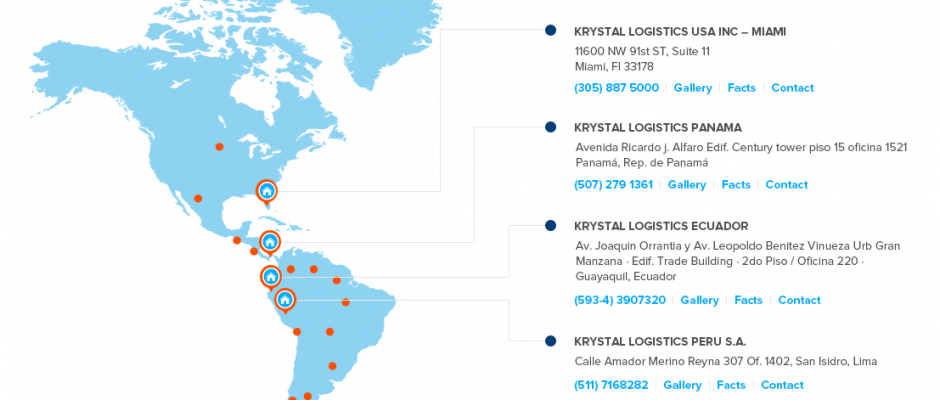 KRYSTAL LOGISTICS USA INC – MIAMI
11600 NW 91st ST, Suite 11
Miami, Fl 33178
(305) 887 5000 | Gallery | Facts | Contact
KRYSTAL LOGISTICS PANAMA
Avenida Ricardo j. Alfaro Edif. Century tower piso 15 oficina 1521
Panamá, Rep. de Panamá
(507) 279 1361 | Gallery | Facts | Contact
KRYSTAL LOGISTICS ECUADOR
Av. Joaquin Orrantia y Av. Leopoldo Benitez Vinueza Urb Gran
Manzana · Edif. Trade Building · 2do Piso / Oficina 220 ·
Guayaquil, Ecuador
(593-4) 3907320 | Gallery | Facts | Contact
KRYSTAL LOGISTICS PERU S.A.
Calle Amador Merino Reyna 307 Of. 1402, San Isidro, Lima
(511) 7168282 | Gallery | Facts | Contact